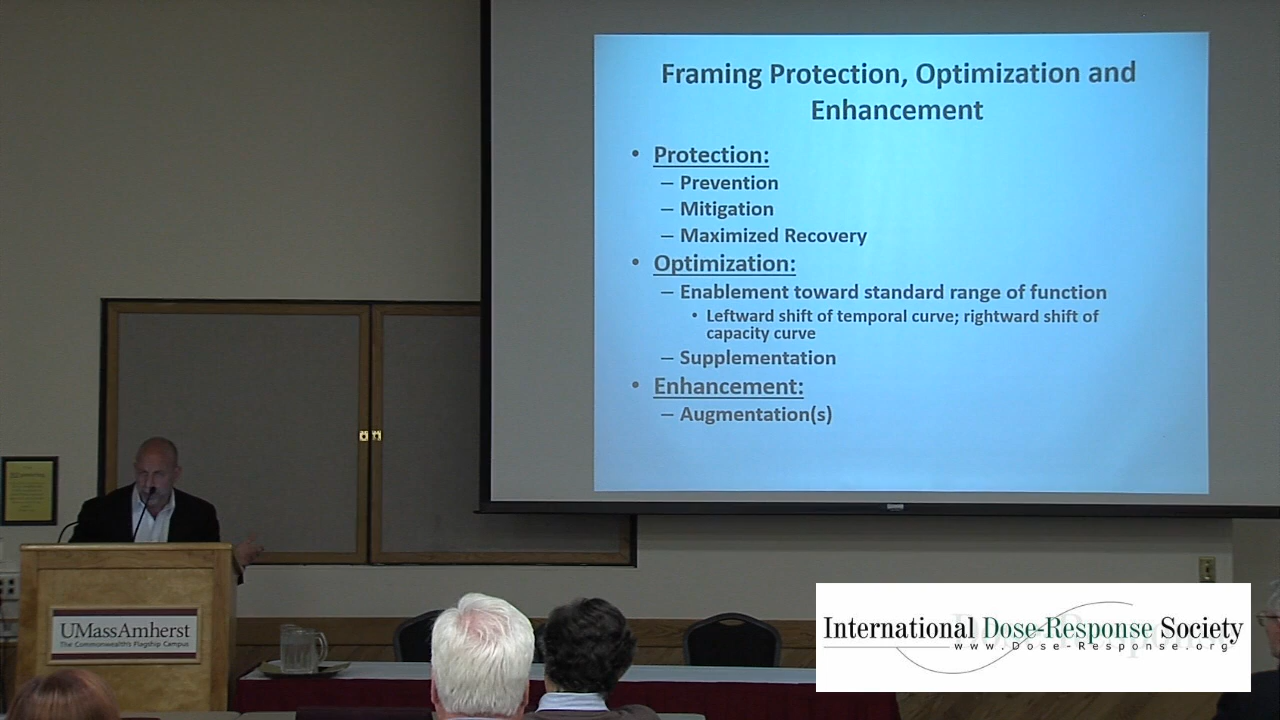 Framing Protection, Optimization and
Enhancement
• Protection:
– Prevention
– Mitigation
– Maximized Recovery
• Optimization:
– Enablement toward standard range of function
• Leftward shift of temporal curve; rightward shift of
capacity curve
– Supplementation
• Enhancement:
– Augmentation(s)
UMassAmherst
The Commonwealth's Flagship Campus
International Dose-Response Society
www.Dose-Response.org